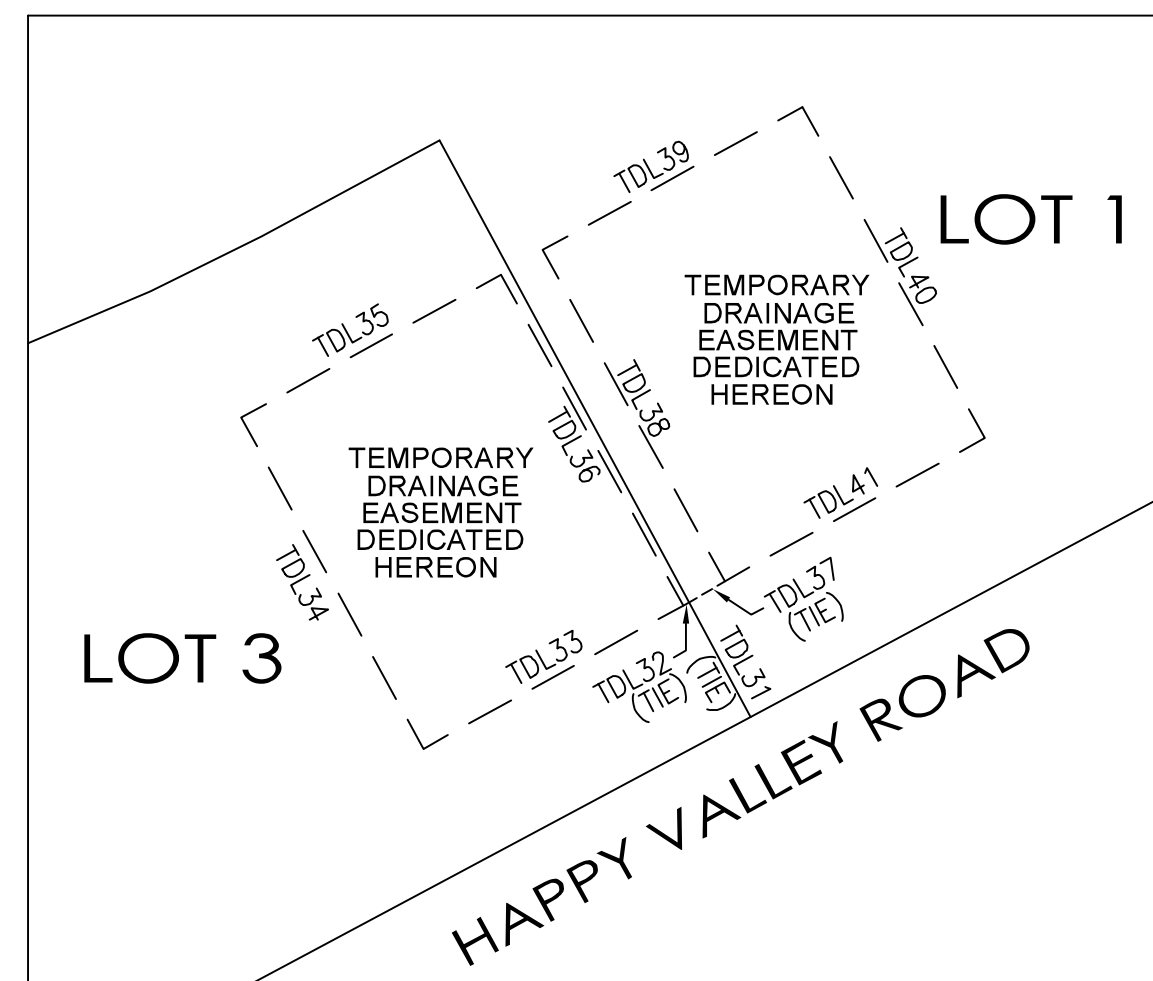 TDL39
LOT 1
TDL40
TEMPORARY
DRAINAGE
EASEMENT
DEDICATED
HEREON
TDL35
TDL38
TDL36
TEMPORARY
DRAINAGE
EASEMENT
DEDICATED
HEREON
TDL41
TDL34
TDL37
(TIE)
LOT 3
TDL33
TDL32
(TIE)
TDL31
(TIE)
HAPPY VALLEY ROAD